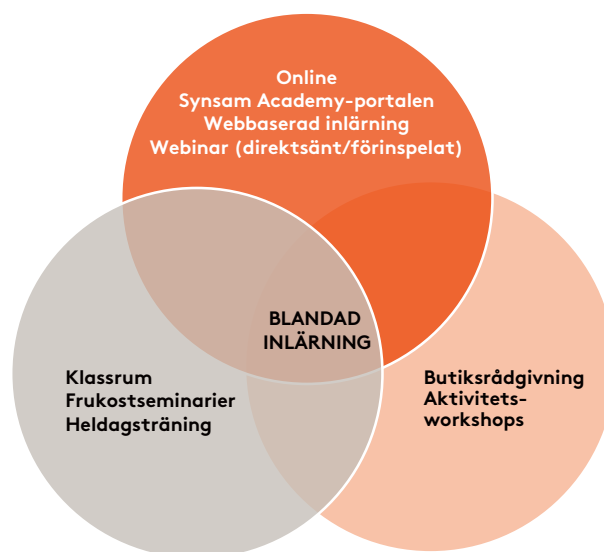 Online
Synsam Academy-portalen
Webbaserad inlärning
Webinar (direktsänt/förinspelat)
BLANDAD
INLÄRNING
Klassrum
Frukostseminarier
Heldagsträning
Butiksrådgivning
Aktivitets-
workshops